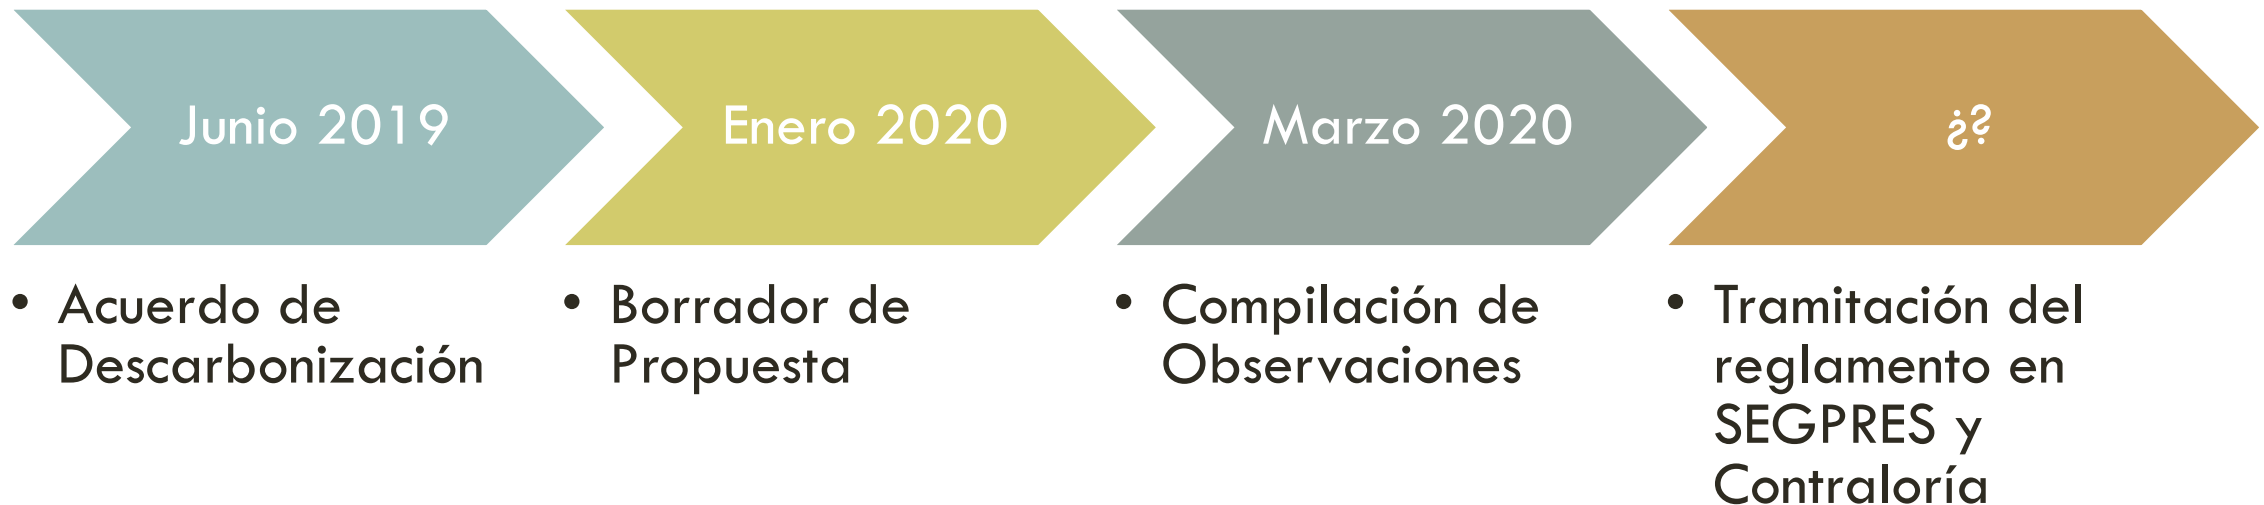 Junio 2019
Enero 2020
Marzo 2020
¿?
• Acuerdo de
Descarbonización
• Borrador de
Propuesta
• Compilación de
Observaciones
• Tramitación del
reglamento en
SEGPRES y
Contraloría